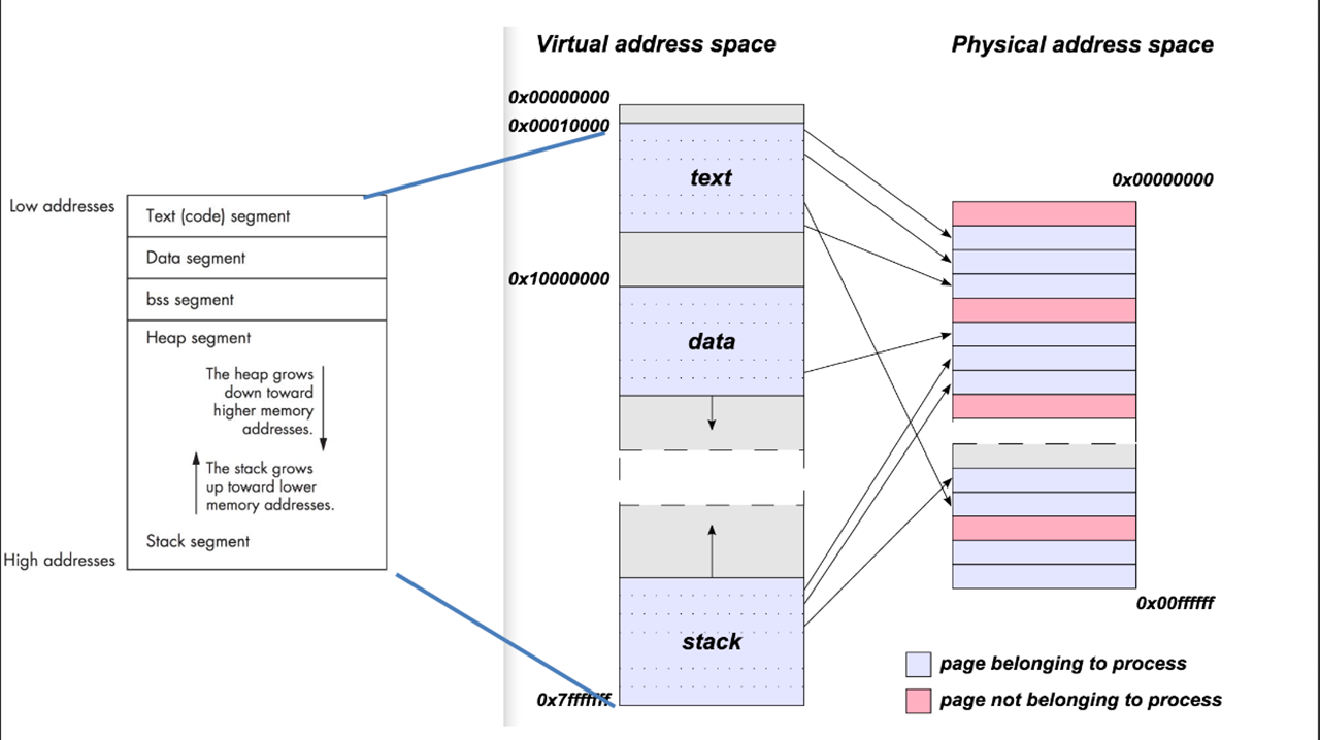 Virtual address space
Physical address space
0x00000000
0x00010000
text
0x00000000
Low addresses
Text (code) segment
Data segment
0x10000000
bss segment
Heap segment
data
The heap grows
down toward
higher memory
addresses.
The stack grows
up toward lower
memory addresses.
Stack segment
High addresses
0x00ffffff
stack
page belonging to process
0x7fffffff
page not belonging to process